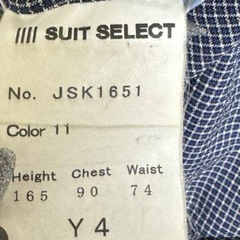 SUIT SELECT
No. JSK1651
Color 11
Height Chest Waist
165 90 74
Y4